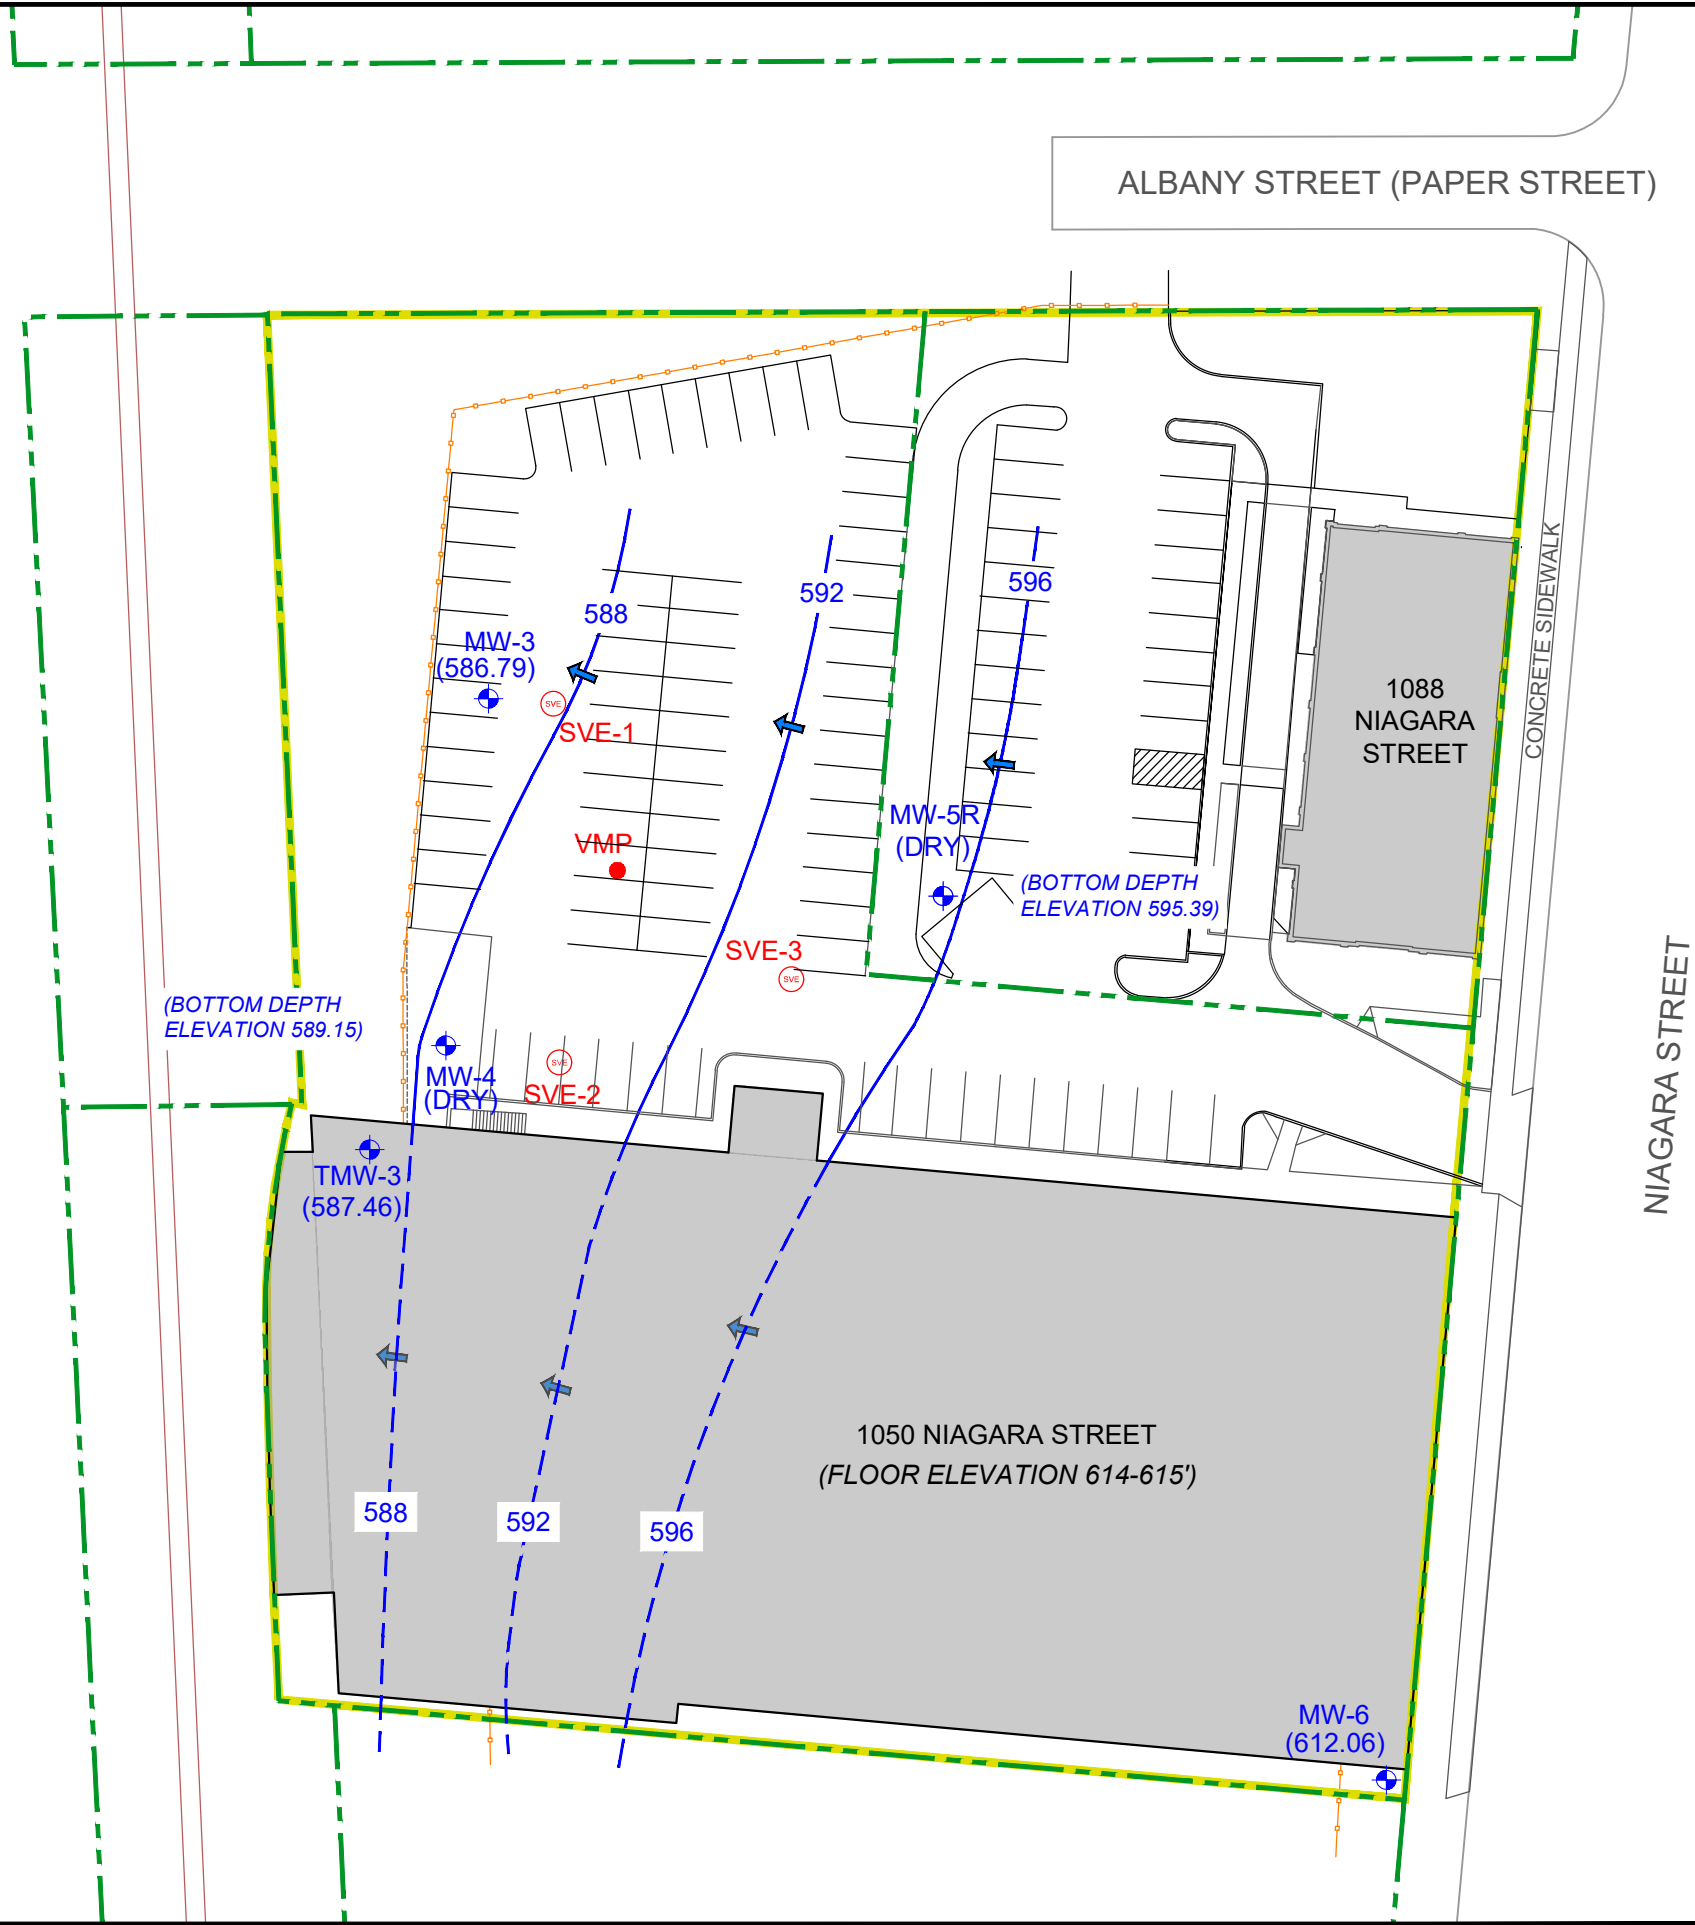 ALBANY STREET (PAPER STREET)
588
592
596
MW-3
(586.79)
SVE
SVE-1
1088
NIAGARA
STREET
CONCRETE SIDEWALK
MW-5R
(DRY)
VMP
(BOTTOM DEPTH
ELEVATION 595.39)
SVE-3
SVE
(BOTTOM DEPTH
ELEVATION 589.15)
MW-4
(DRY)
SVE
SVE-2
NIAGARA STREET
TMW-3
(587.46)
1050 NIAGARA STREET
(FLOOR ELEVATION 614-615')
588
592
596
MW-6
(612.06)